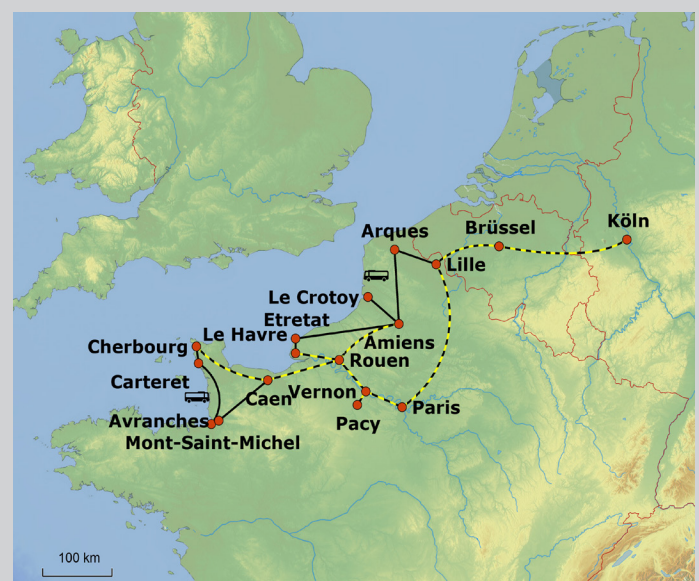 Köln
Brüssel
Arques
Lille
Le Crotoy
Etretat
Le Havre
Amiens
Cherbourg
Rouen
Carteret
Caen
Vernon
Paris
Avranches
Pacy
Mont-Saint-Michel
100 km